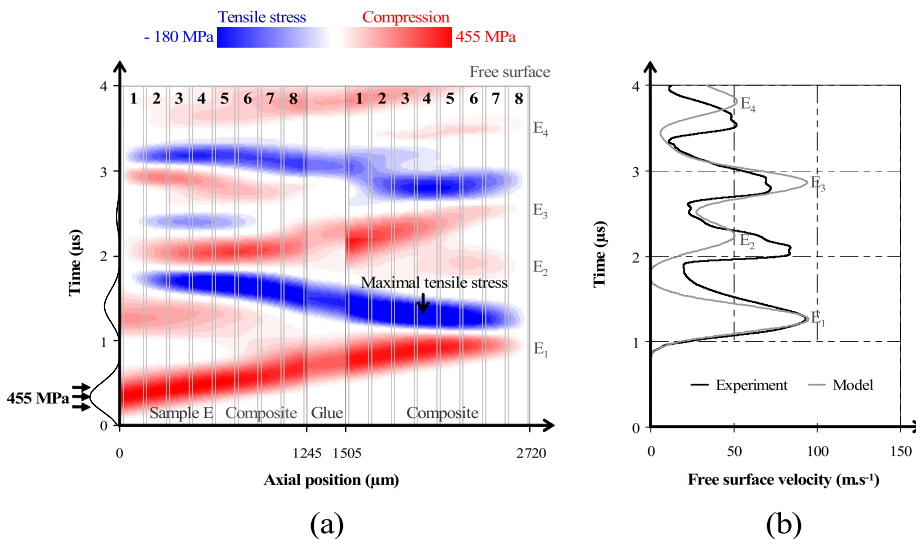 Tensile stress Compression
- 180 MPa 455 MPa
Free surface
4 1 2 3 4 5 6 7 8 1 2 3 4 5 6 7 8 4
E4 E4
3 3
E3 E3
Time (µs) Time (µs)
2 E2 2 E2
Maximal tensile stress
E1 E1
1 1
455 MPa
Experiment Model
Sample E Composite Glue Composite
0 0
0 1245 1505 2720 0 50 100 150
Axial position (µm) Free surface velocity (m.s-1)
(a) (b)